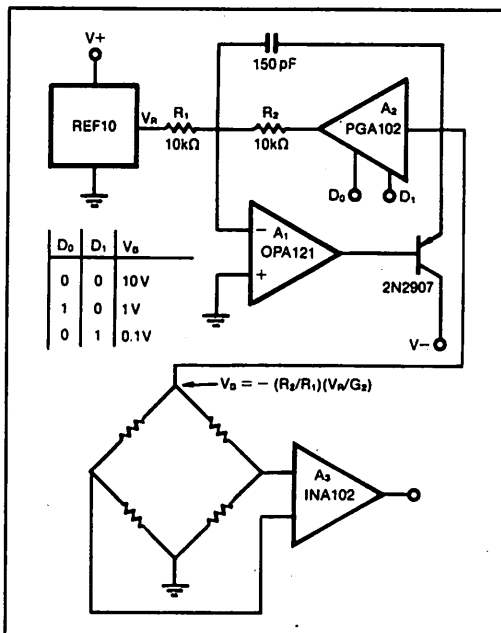 V+
150 pF
REF10
VR
R1
10kΩ
R2
10kΩ
A2
PGA102
D0
D1
D0 D1 VB
0 0 10V
1 0 1V
0 1 0.1V
−
A1
OPA121
+
2N2907
V−
VB = − (R2/R1)(VR/G2)
A3
INA102